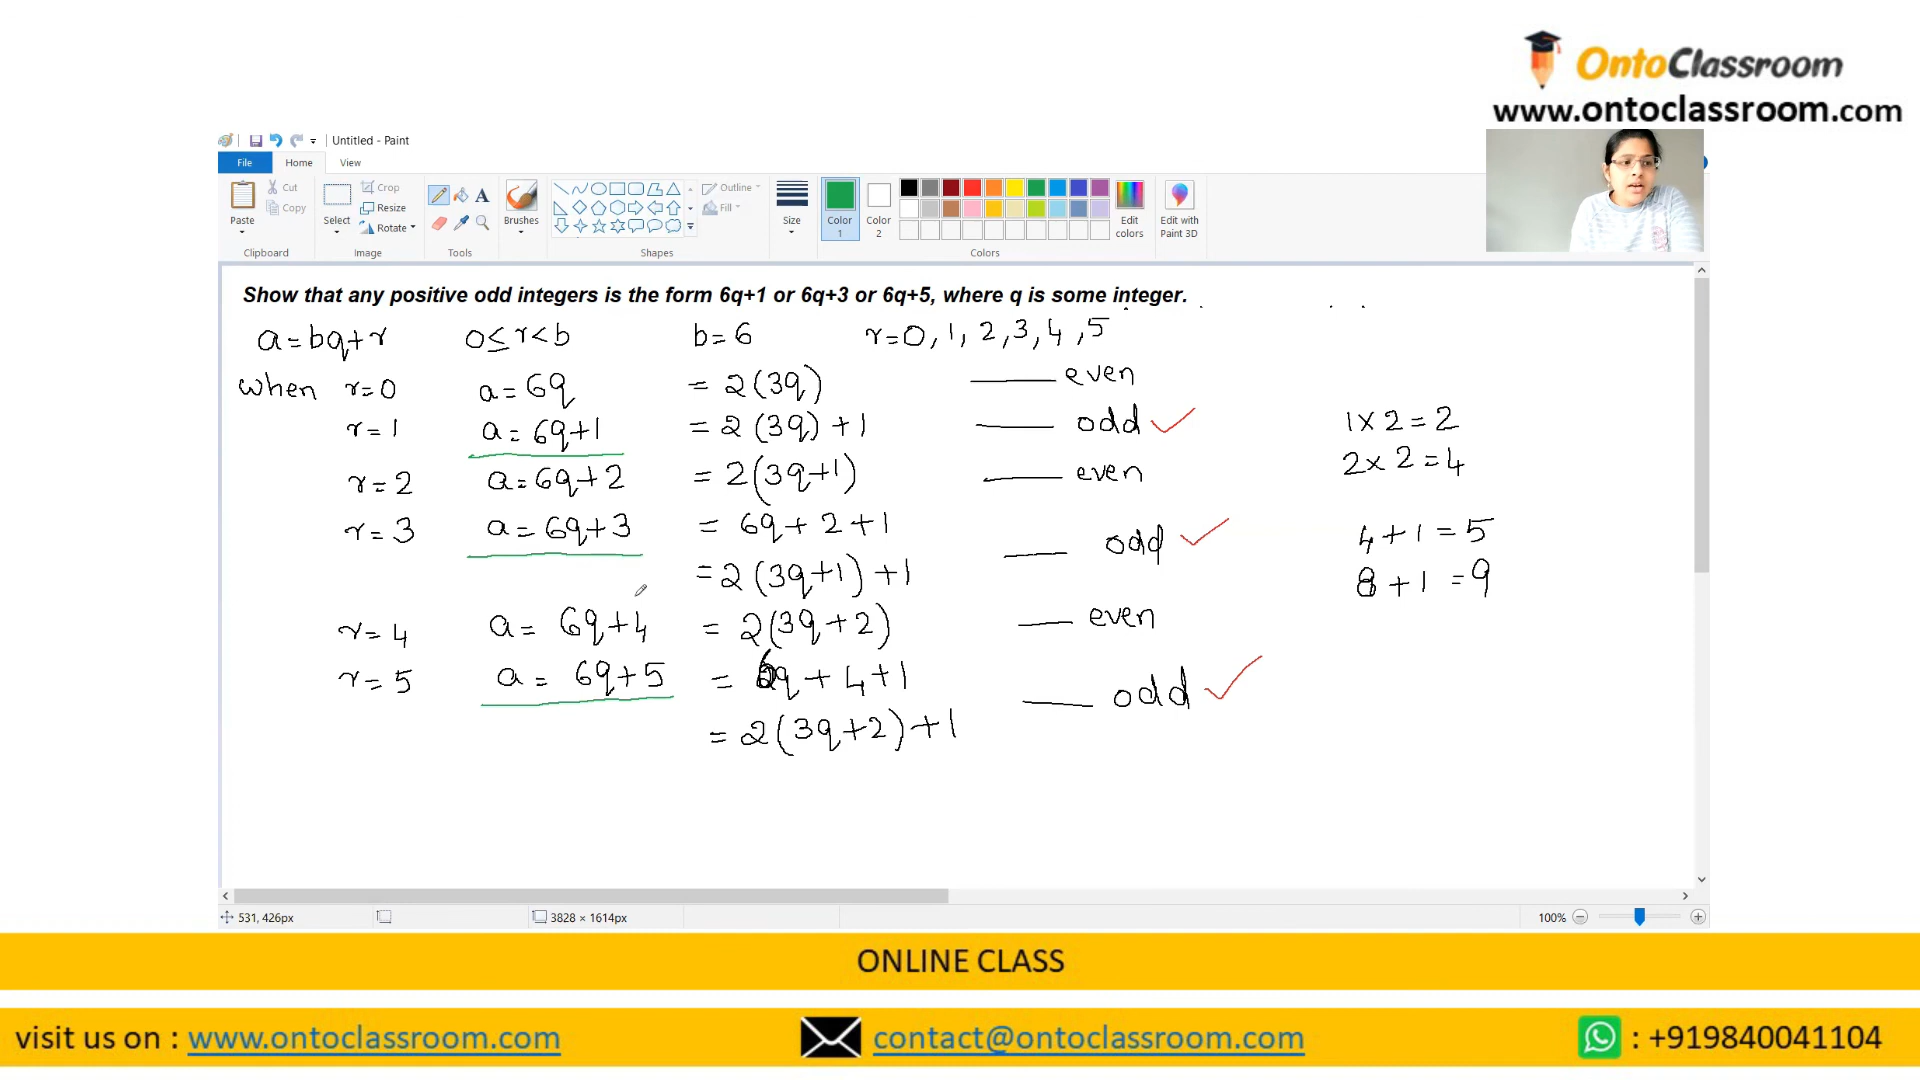 OntoClassroom
www.ontoclassroom.com
Untitled - Paint
File Home View
Paste Cut Copy Select Crop Resize Rotate A Brushes Outline Fill Size Color 1 Color 2 Edit colors Edit with Paint 3D
Clipboard Image Tools Shapes Colors
Show that any positive odd integers is the form 6q+1 or 6q+3 or 6q+5, where q is some integer.
a=bq+r 0≤r<b b=6 r=0,1,2,3,4,5
when r=0 a=6q =2(3q) ___ even
r=1 a=6q+1 =2(3q)+1 ___ odd ✓ 1×2=2
r=2 a=6q+2 =2(3q+1) ___ even 2×2=4
r=3 a=6q+3 =6q+2+1 ___ odd ✓ 4+1=5
=2(3q+1)+1 8+1=9
r=4 a=6q+4 =2(3q+2) ___ even
r=5 a=6q+5 =6q+4+1 ___ odd ✓
=2(3q+2)+1
531, 426px 3828 × 1614px 100%
ONLINE CLASS
visit us on : www.ontoclassroom.com contact@ontoclassroom.com : +919840041104